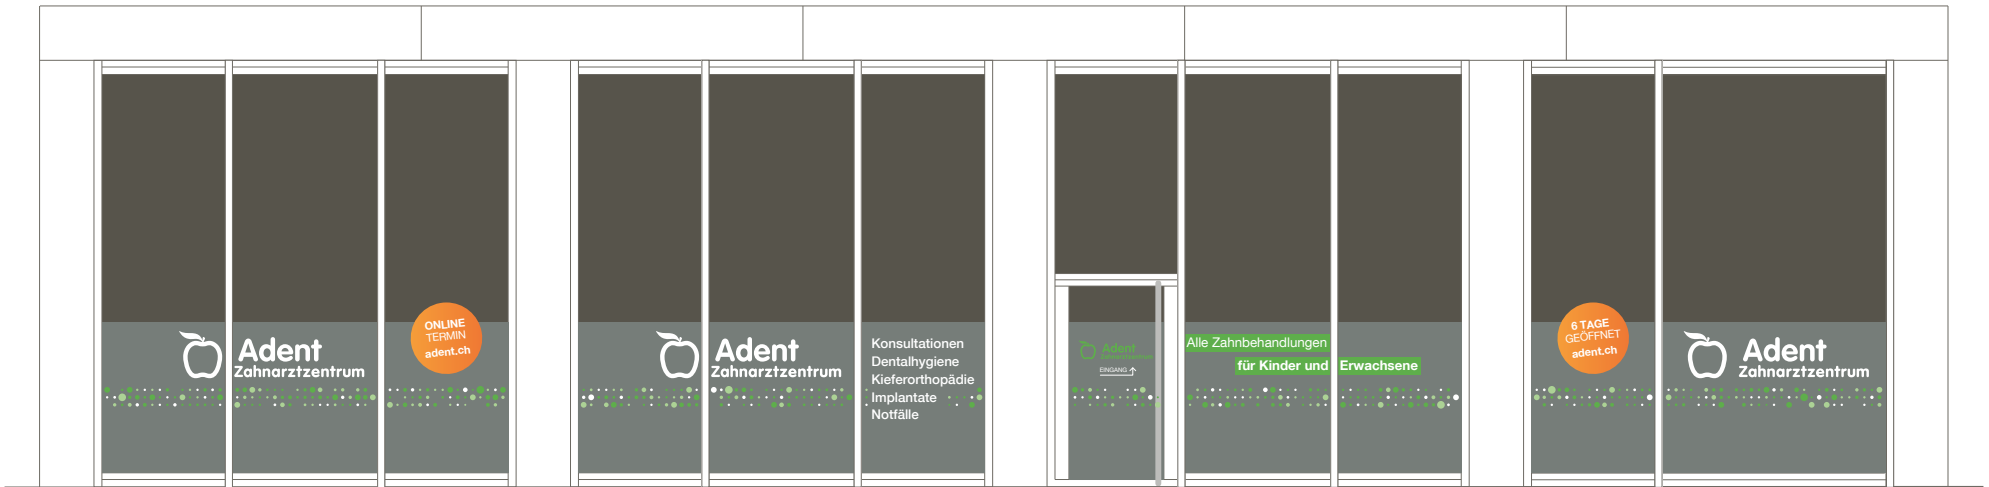 Adent
Zahnarztzentrum
ONLINE
TERMIN
adent.ch
Adent
Zahnarztzentrum
Konsultationen
Dentalhygiene
Kieferorthopädie
Implantate
Notfälle
Adent
Zahnarztzentrum
EINGANG
Alle Zahnbehandlungen
für Kinder und Erwachsene
6 TAGE
GEÖFFNET
adent.ch
Adent
Zahnarztzentrum